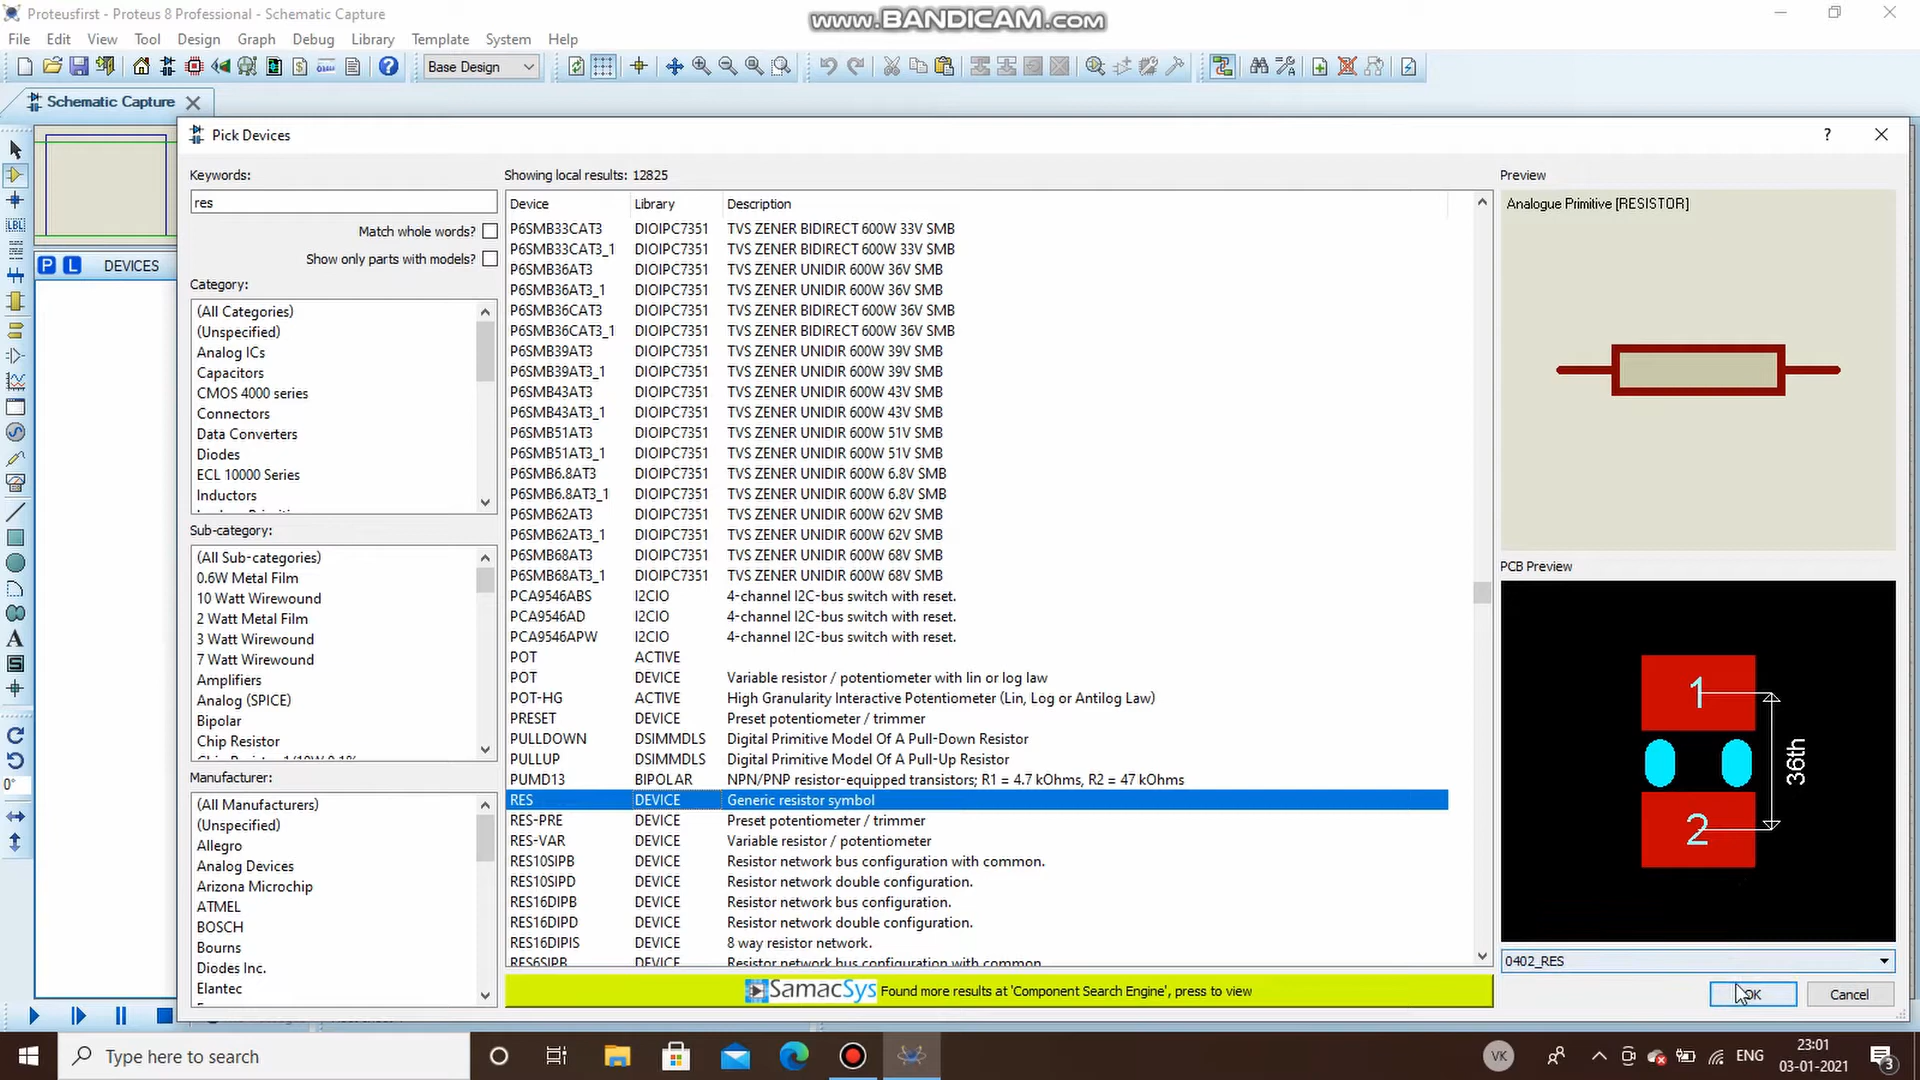 Proteusfirst - Proteus 8 Professional - Schematic Capture
www.BANDICAM.com
File Edit View Tool Design Graph Debug Library Template System Help
Base Design
Schematic Capture
Pick Devices
?
Keywords:
res
Match whole words?
Show only parts with models?
Category:
(All Categories)
(Unspecified)
Analog ICs
Capacitors
CMOS 4000 series
Connectors
Data Converters
Diodes
ECL 10000 Series
Inductors
Sub-category:
(All Sub-categories)
0.6W Metal Film
10 Watt Wirewound
2 Watt Metal Film
3 Watt Wirewound
7 Watt Wirewound
Amplifiers
Analog (SPICE)
Bipolar
Chip Resistor
Chip Resistor 1/10W 0.1%
Manufacturer:
(All Manufacturers)
(Unspecified)
Allegro
Analog Devices
Arizona Microchip
ATMEL
BOSCH
Bourns
Diodes Inc.
Elantec
Showing local results: 12825
Device Library Description
P6SMB33CAT3 DIOIPC7351 TVS ZENER BIDIRECT 600W 33V SMB
P6SMB33CAT3_1 DIOIPC7351 TVS ZENER BIDIRECT 600W 33V SMB
P6SMB36AT3 DIOIPC7351 TVS ZENER UNIDIR 600W 36V SMB
P6SMB36AT3_1 DIOIPC7351 TVS ZENER UNIDIR 600W 36V SMB
P6SMB36CAT3 DIOIPC7351 TVS ZENER BIDIRECT 600W 36V SMB
P6SMB36CAT3_1 DIOIPC7351 TVS ZENER BIDIRECT 600W 36V SMB
P6SMB39AT3 DIOIPC7351 TVS ZENER UNIDIR 600W 39V SMB
P6SMB39AT3_1 DIOIPC7351 TVS ZENER UNIDIR 600W 39V SMB
P6SMB43AT3 DIOIPC7351 TVS ZENER UNIDIR 600W 43V SMB
P6SMB43AT3_1 DIOIPC7351 TVS ZENER UNIDIR 600W 43V SMB
P6SMB51AT3 DIOIPC7351 TVS ZENER UNIDIR 600W 51V SMB
P6SMB51AT3_1 DIOIPC7351 TVS ZENER UNIDIR 600W 51V SMB
P6SMB6.8AT3 DIOIPC7351 TVS ZENER UNIDIR 600W 6.8V SMB
P6SMB6.8AT3_1 DIOIPC7351 TVS ZENER UNIDIR 600W 6.8V SMB
P6SMB62AT3 DIOIPC7351 TVS ZENER UNIDIR 600W 62V SMB
P6SMB62AT3_1 DIOIPC7351 TVS ZENER UNIDIR 600W 62V SMB
P6SMB68AT3 DIOIPC7351 TVS ZENER UNIDIR 600W 68V SMB
P6SMB68AT3_1 DIOIPC7351 TVS ZENER UNIDIR 600W 68V SMB
PCA9546ABS I2CIO 4-channel I2C-bus switch with reset.
PCA9546AD I2CIO 4-channel I2C-bus switch with reset.
PCA9546APW I2CIO 4-channel I2C-bus switch with reset.
POT ACTIVE
POT DEVICE Variable resistor / potentiometer with lin or log law
POT-HG ACTIVE High Granularity Interactive Potentiometer (Lin, Log or Antilog Law)
PRESET DEVICE Preset potentiometer / trimmer
PULLDOWN DSIMMDLS Digital Primitive Model Of A Pull-Down Resistor
PULLUP DSIMMDLS Digital Primitive Model Of A Pull-Up Resistor
PUMD13 BIPOLAR NPN/PNP resistor-equipped transistors; R1 = 4.7 kOhms, R2 = 47 kOhms
RES DEVICE Generic resistor symbol
RES-PRE DEVICE Preset potentiometer / trimmer
RES-VAR DEVICE Variable resistor / potentiometer
RES10SIPB DEVICE Resistor network bus configuration with common.
RES10SIPD DEVICE Resistor network double configuration.
RES16DIPB DEVICE Resistor network bus configuration.
RES16DIPD DEVICE Resistor network double configuration.
RES16DIPIS DEVICE 8 way resistor network.
RES6SIPB DEVICE Resistor network bus configuration with common.
SamacSys Found more results at 'Component Search Engine', press to view
Preview
Analogue Primitive [RESISTOR]
PCB Preview
1
36th
2
0402_RES
OK Cancel
P L DEVICES
LBL
A
S
0°
Type here to search
VK
ENG
23:01
03-01-2021
3